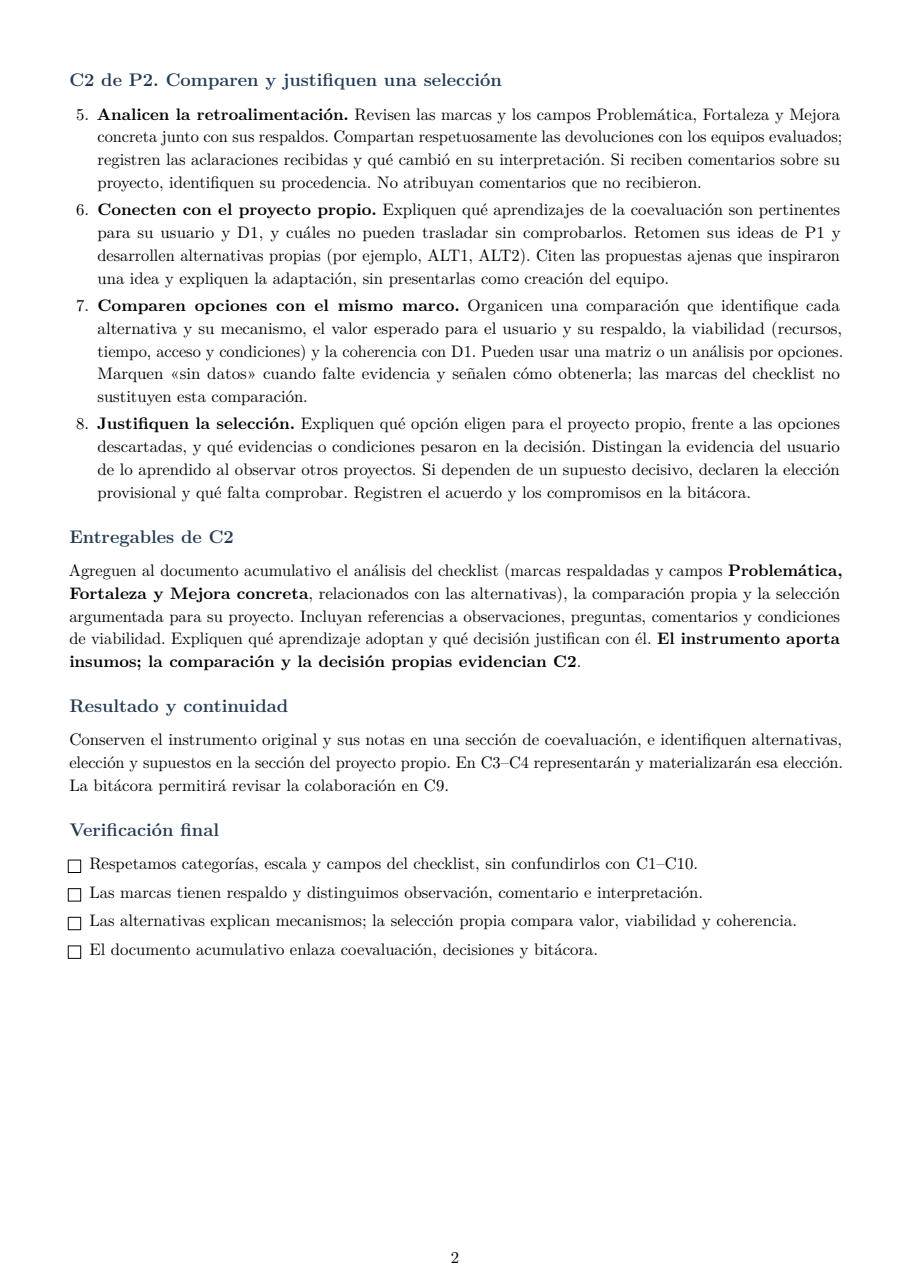 C2 de P2. Comparen y justifiquen una selección
5. Analicen la retroalimentación. Revisen las marcas y los campos Problemática, Fortaleza y Mejora
concreta junto con sus respaldos. Compartan respetuosamente las devoluciones con los equipos evaluados;
registren las aclaraciones recibidas y qué cambió en su interpretación. Si reciben comentarios sobre su
proyecto, identifiquen su procedencia. No atribuyan comentarios que no recibieron.
6. Conecten con el proyecto propio. Expliquen qué aprendizajes de la coevaluación son pertinentes
para su usuario y D1, y cuáles no pueden trasladar sin comprobarlos. Retomen sus ideas de P1 y
desarrollen alternativas propias (por ejemplo, ALT1, ALT2). Citen las propuestas ajenas que inspiraron
una idea y expliquen la adaptación, sin presentarlas como creación del equipo.
7. Comparen opciones con el mismo marco. Organicen una comparación que identifique cada
alternativa y su mecanismo, el valor esperado para el usuario y su respaldo, la viabilidad (recursos,
tiempo, acceso y condiciones) y la coherencia con D1. Pueden usar una matriz o un análisis por opciones.
Marquen «sin datos» cuando falte evidencia y señalen cómo obtenerla; las marcas del checklist no
sustituyen esta comparación.
8. Justifiquen la selección. Expliquen qué opción eligen para el proyecto propio, frente a las opciones
descartadas, y qué evidencias o condiciones pesaron en la decisión. Distingan la evidencia del usuario
de lo aprendido al observar otros proyectos. Si dependen de un supuesto decisivo, declaren la elección
provisional y qué falta comprobar. Registren el acuerdo y los compromisos en la bitácora.
Entregables de C2
Agreguen al documento acumulativo el análisis del checklist (marcas respaldadas y campos Problemática,
Fortaleza y Mejora concreta, relacionados con las alternativas), la comparación propia y la selección
argumentada para su proyecto. Incluyan referencias a observaciones, preguntas, comentarios y condiciones
de viabilidad. Expliquen qué aprendizaje adoptan y qué decisión justifican con él. El instrumento aporta
insumos; la comparación y la decisión propias evidencian C2.
Resultado y continuidad
Conserven el instrumento original y sus notas en una sección de coevaluación, e identifiquen alternativas,
elección y supuestos en la sección del proyecto propio. En C3–C4 representarán y materializarán esa elección.
La bitácora permitirá revisar la colaboración en C9.
Verificación final
Respetamos categorías, escala y campos del checklist, sin confundirlos con C1–C10.
Las marcas tienen respaldo y distinguimos observación, comentario e interpretación.
Las alternativas explican mecanismos; la selección propia compara valor, viabilidad y coherencia.
El documento acumulativo enlaza coevaluación, decisiones y bitácora.
2